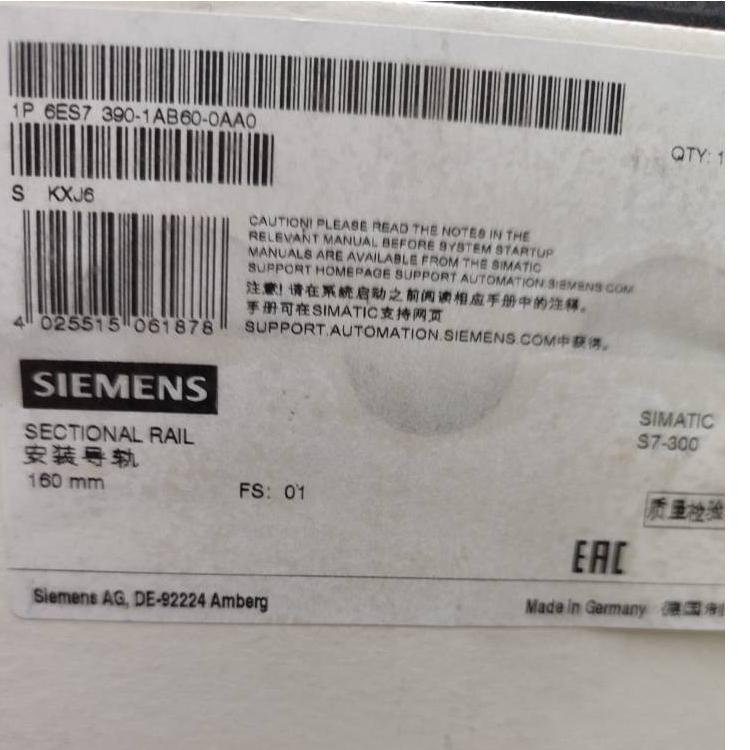 1P 6ES7 390-1AB60-0AA0
QTY: 1
S KXJ6
CAUTION! PLEASE READ THE NOTES IN THE
RELEVANT MANUAL BEFORE SYSTEM STARTUP
MANUALS ARE AVAILABLE FROM THE SIMATIC
SUPPORT HOMEPAGE SUPPORT.AUTOMATION.SIEMENS.COM
注意! 请在系统启动之前阅读相应手册中的注释。
手册可在SIMATIC支持网页
SUPPORT.AUTOMATION.SIEMENS.COM中获得。
4 025515 061878
SIEMENS
SECTIONAL RAIL
安装导轨
160 mm
FS: 01
SIMATIC
S7-300
质量检验
EAC
Siemens AG, DE-92224 Amberg
Made in Germany 德国制